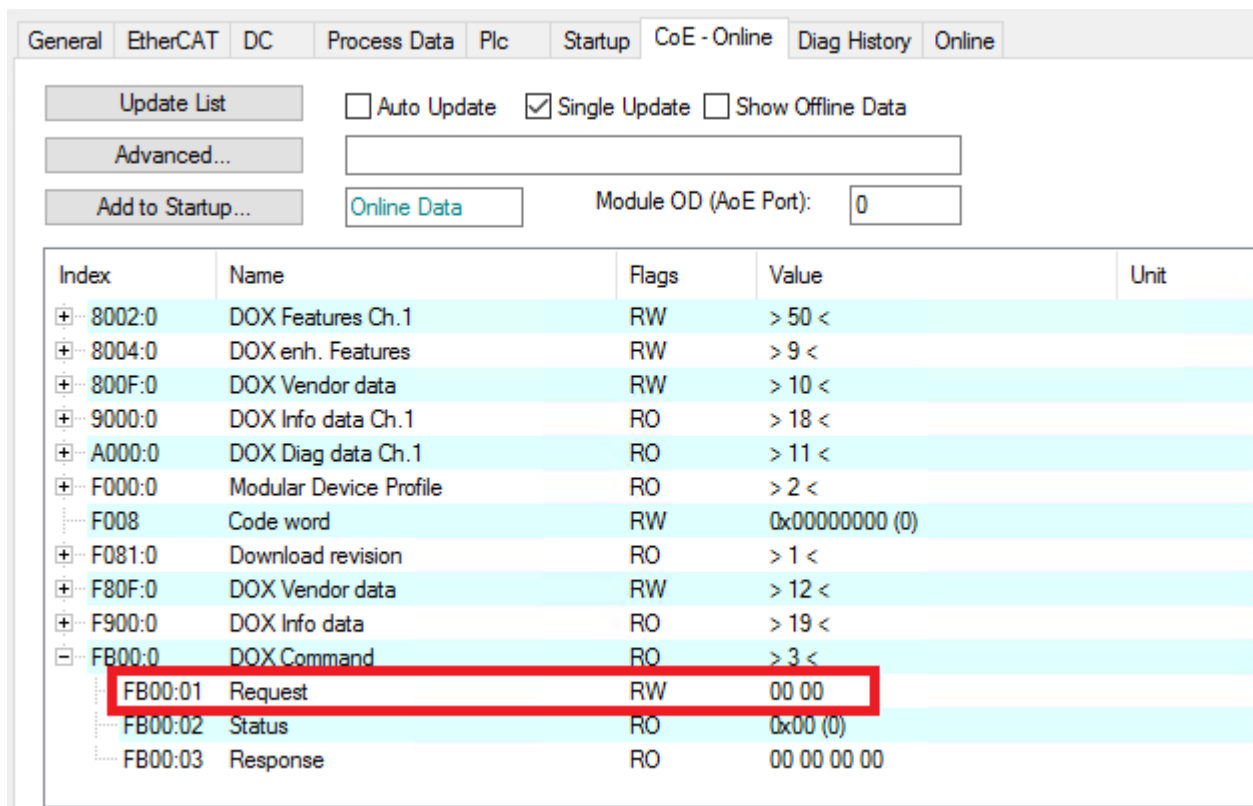 General EtherCAT DC Process Data Plc Startup CoE - Online Diag History Online
Update List Auto Update Single Update Show Offline Data
Advanced...
Add to Startup... Online Data Module OD (AoE Port): 0
Index Name Flags Value Unit
8002:0 DOX Features Ch.1 RW > 50 <
8004:0 DOX enh. Features RW > 9 <
800F:0 DOX Vendor data RW > 10 <
9000:0 DOX Info data Ch.1 RO > 18 <
A000:0 DOX Diag data Ch.1 RO > 11 <
F000:0 Modular Device Profile RO > 2 <
F008 Code word RW 0x00000000 (0)
F081:0 Download revision RO > 1 <
F80F:0 DOX Vendor data RW > 12 <
F900:0 DOX Info data RO > 19 <
FB00:0 DOX Command RO > 3 <
FB00:01 Request RW 00 00
FB00:02 Status RO 0x00 (0)
FB00:03 Response RO 00 00 00 00